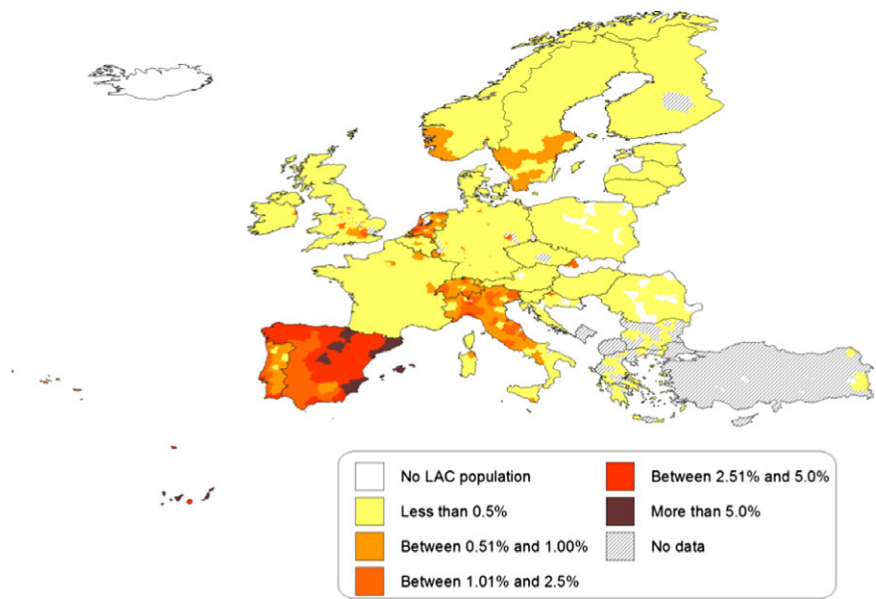 No LAC population
Less than 0.5%
Between 0.51% and 1.00%
Between 1.01% and 2.5%
Between 2.51% and 5.0%
More than 5.0%
No data